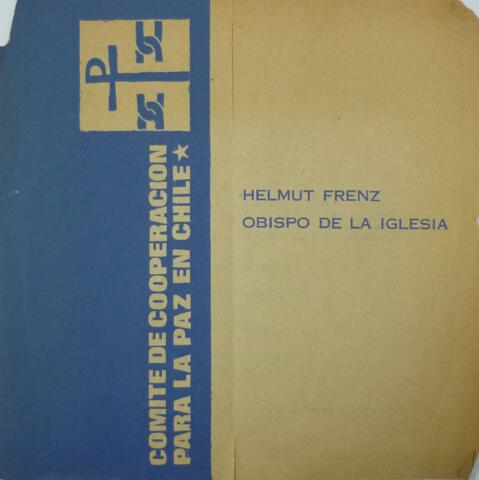 COMITE DE COOPERACION
PARA LA PAZ EN CHILE★
HELMUT FRENZ
OBISPO DE LA IGLESIA